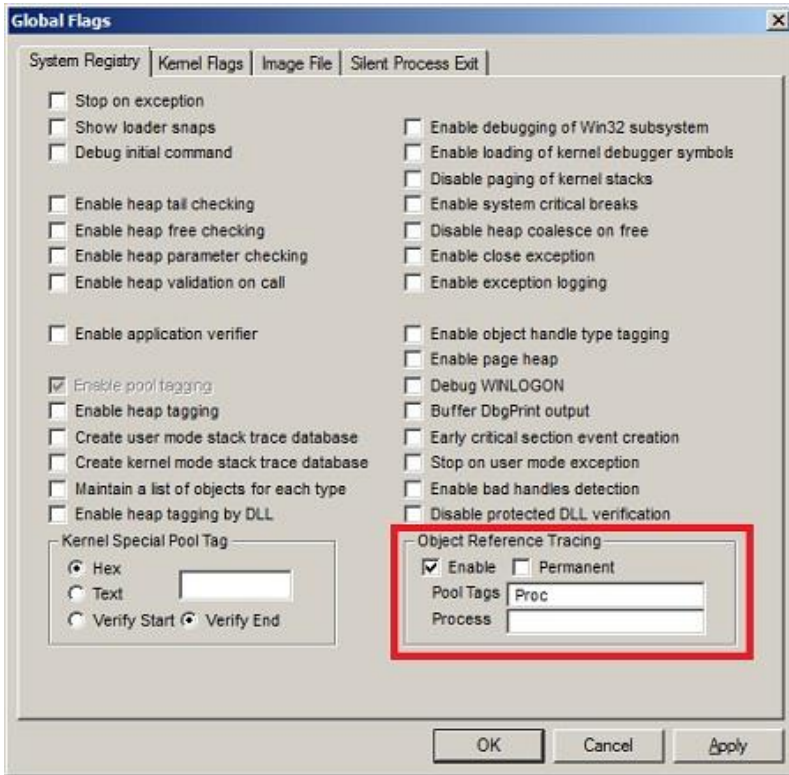 Global Flags
System Registry Kernel Flags Image File Silent Process Exit
Stop on exception
Show loader snaps
Debug initial command
Enable heap tail checking
Enable heap free checking
Enable heap parameter checking
Enable heap validation on call
Enable application verifier
Enable pool tagging
Enable heap tagging
Create user mode stack trace database
Create kernel mode stack trace database
Maintain a list of objects for each type
Enable heap tagging by DLL
Enable debugging of Win32 subsystem
Enable loading of kernel debugger symbols
Disable paging of kernel stacks
Enable system critical breaks
Disable heap coalesce on free
Enable close exception
Enable exception logging
Enable object handle type tagging
Enable page heap
Debug WINLOGON
Buffer DbgPrint output
Early critical section event creation
Stop on user mode exception
Enable bad handles detection
Disable protected DLL verification
Kernel Special Pool Tag
Hex
Text
Verify Start Verify End
Object Reference Tracing
Enable Permanent
Pool Tags Proc
Process
OK Cancel Apply